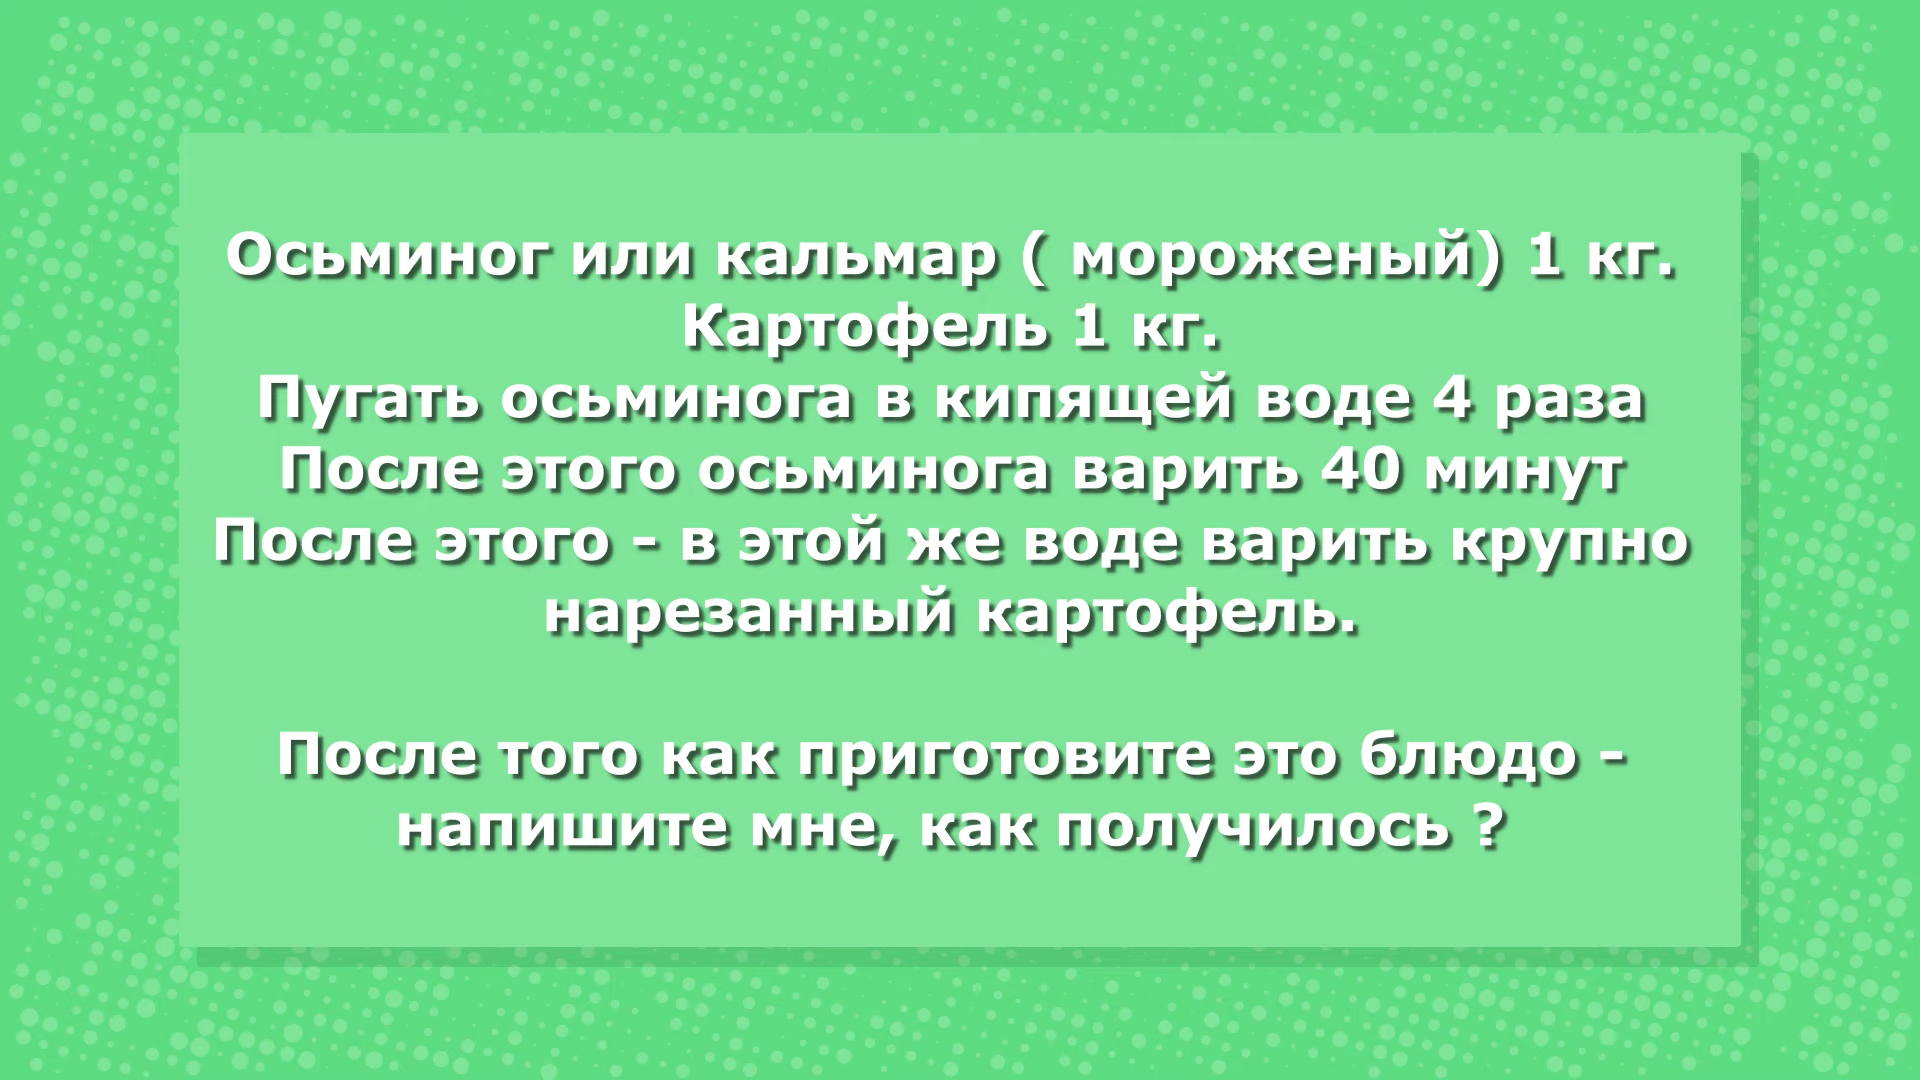 Осьминог или кальмар ( мороженый) 1 кг.
Картофель 1 кг.
Пугать осьминога в кипящей воде 4 раза
После этого осьминога варить 40 минут
После этого - в этой же воде варить крупно
нарезанный картофель.
После того как приготовите это блюдо -
напишите мне, как получилось ?